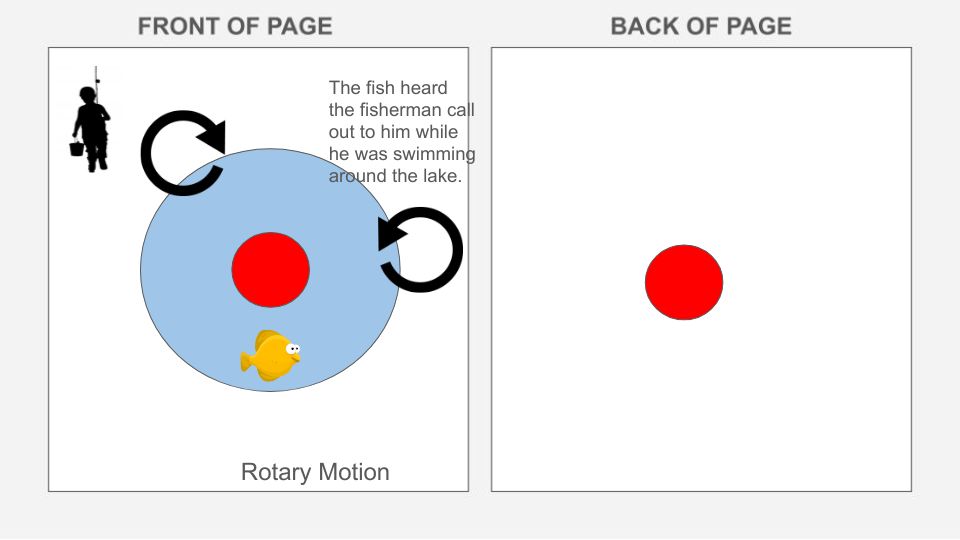 FRONT OF PAGE
BACK OF PAGE
The fish heard
the fisherman call
out to him while
he was swimming
around the lake.
Rotary Motion